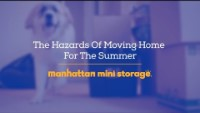 The Hazards Of Moving Home
For The Summer
manhattan mini storage.